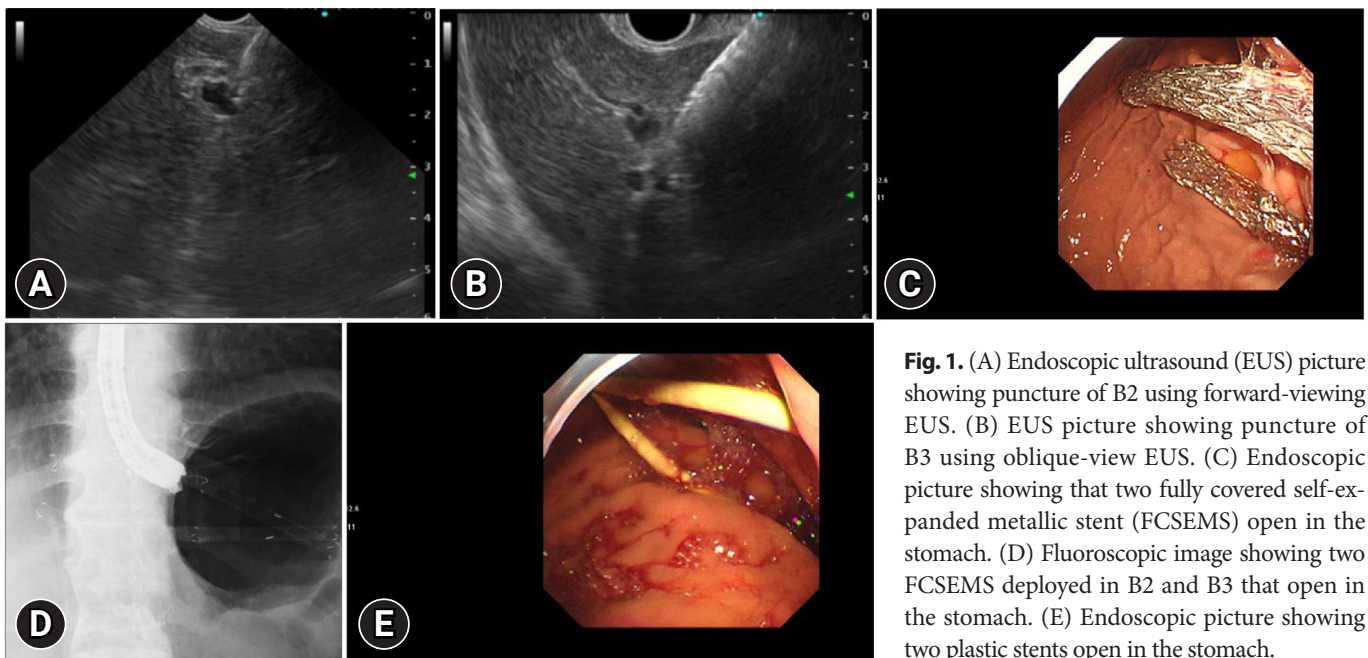 0
1
2
3
4
5
6
A
0
1
2
3
4
5
6
B
2.6
11
C
D
12.6
11
E
Fig. 1. (A) Endoscopic ultrasound (EUS) picture
showing puncture of B2 using forward-viewing
EUS. (B) EUS picture showing puncture of
B3 using oblique-view EUS. (C) Endoscopic
picture showing that two fully covered self-ex-
panded metallic stent (FCSEMS) open in the
stomach. (D) Fluoroscopic image showing two
FCSEMS deployed in B2 and B3 that open in
the stomach. (E) Endoscopic picture showing
two plastic stents open in the stomach.